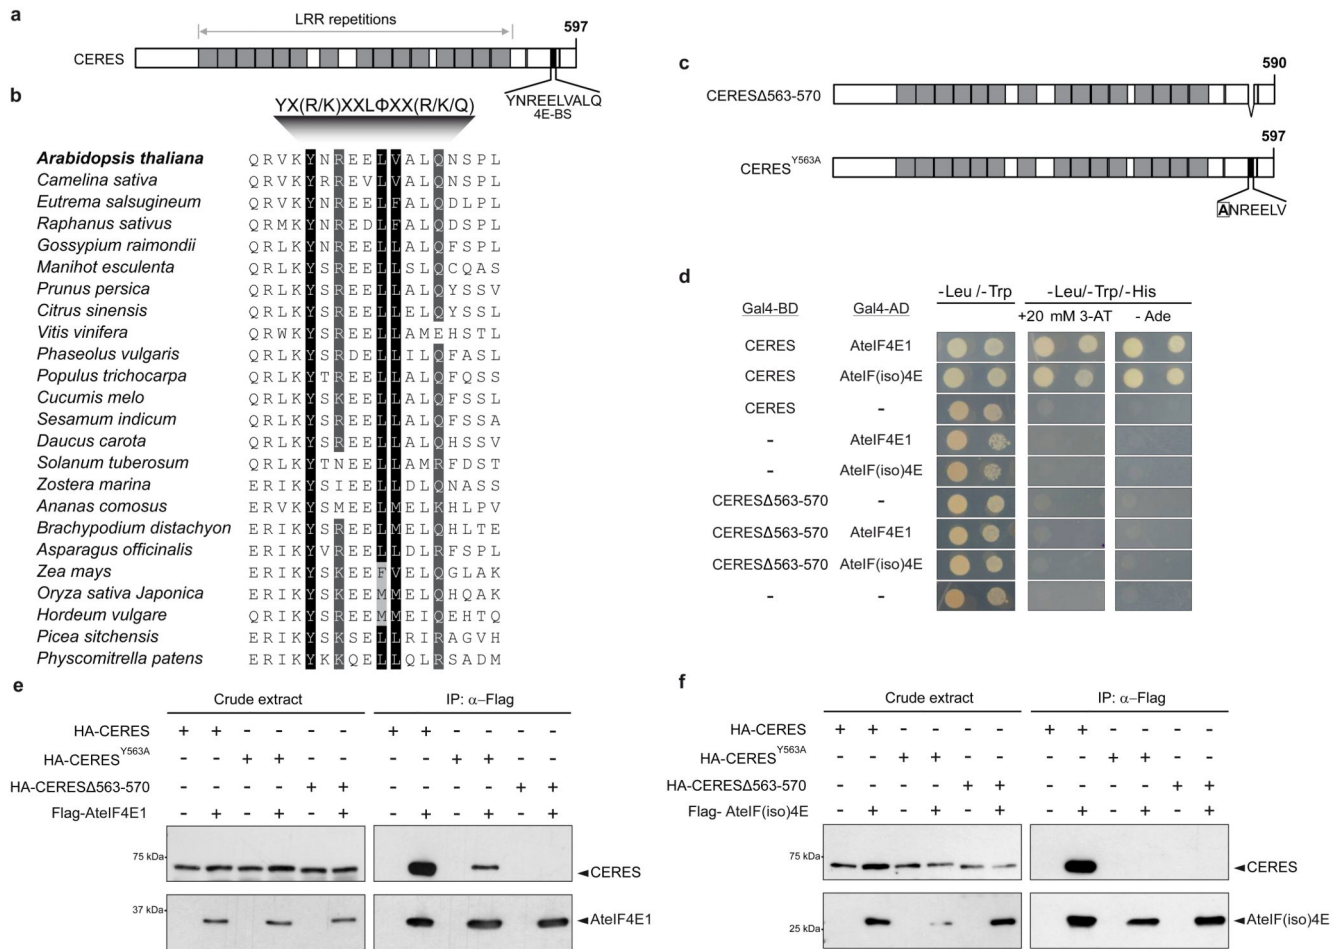 a
LRR repetitions
597
CERES
YNREELVALQ
4E-BS
b
YX(R/K)XXLΦXX(R/K/Q)
Arabidopsis thaliana QRVKYNREELVALQNSPL
Camelina sativa QRVKYRREVLVALQNSPL
Eutrema salsugineum QRVKYNREELFALQDLPL
Raphanus sativus QRMKYNREDLFALQDSPL
Gossypium raimondii QRLKYNREELLALQFSPL
Manihot esculenta QRLKYSREELLSLQCQAS
Prunus persica QRLKYSREELLALQYSSV
Citrus sinensis QRLKYSREELLELQYSSL
Vitis vinifera QRWKYSREELLAMEHSTL
Phaseolus vulgaris QRLKYSRDELLILQFASL
Populus trichocarpa QRLKYTREELLALQFQSS
Cucumis melo QRLKYSKEELLALQFSSL
Sesamum indicum QRLKYSREELLALQFSSA
Daucus carota QRLKYSREELLALQHSSV
Solanum tuberosum QRLKYTNEELLAMRFDST
Zostera marina ERIKYSIEELLDLQNASS
Ananas comosus ERVKYSMEELMELKHLPV
Brachypodium distachyon ERIKYSREELMELQHLTE
Asparagus officinalis ERIKYVREELLDLRFSPL
Zea mays ERIKYSKEEFVELQGLAK
Oryza sativa Japonica ERIKYSKEEMMELQHQAK
Hordeum vulgare QRIKYSREEMMEIQEHTQ
Picea sitchensis ERIKYSKSELLRIRAGVH
Physcomitrella patens ERIKYKKQELLQLRSADM
c
590
CERESΔ563-570
597
CERES Y563A
ANREELV
d
-Leu /-Trp -Leu/-Trp/-His
Gal4-BD Gal4-AD +20 mM 3-AT - Ade
CERES AteIF4E1
CERES AteIF(iso)4E
CERES -
- AteIF4E1
- AteIF(iso)4E
CERESΔ563-570 -
CERESΔ563-570 AteIF4E1
CERESΔ563-570 AteIF(iso)4E
- -
e
Crude extract IP: α–Flag
HA-CERES + + - - - - + + - - - -
HA-CERES Y563A - - + + - - - - + + - -
HA-CERESΔ563-570 - - - - + + - - - - + +
Flag-AteIF4E1 - + - + - + - + - + - +
75 kDa
CERES
37 kDa
AteIF4E1
f
Crude extract IP: α–Flag
HA-CERES + + - - - - + + - - - -
HA-CERES Y563A - - + + - - - - + + - -
HA-CERESΔ563-570 - - - - + + - - - - + +
Flag- AteIF(iso)4E - + - + - + - + - + - +
75 kDa
CERES
25 kDa
AteIF(iso)4E